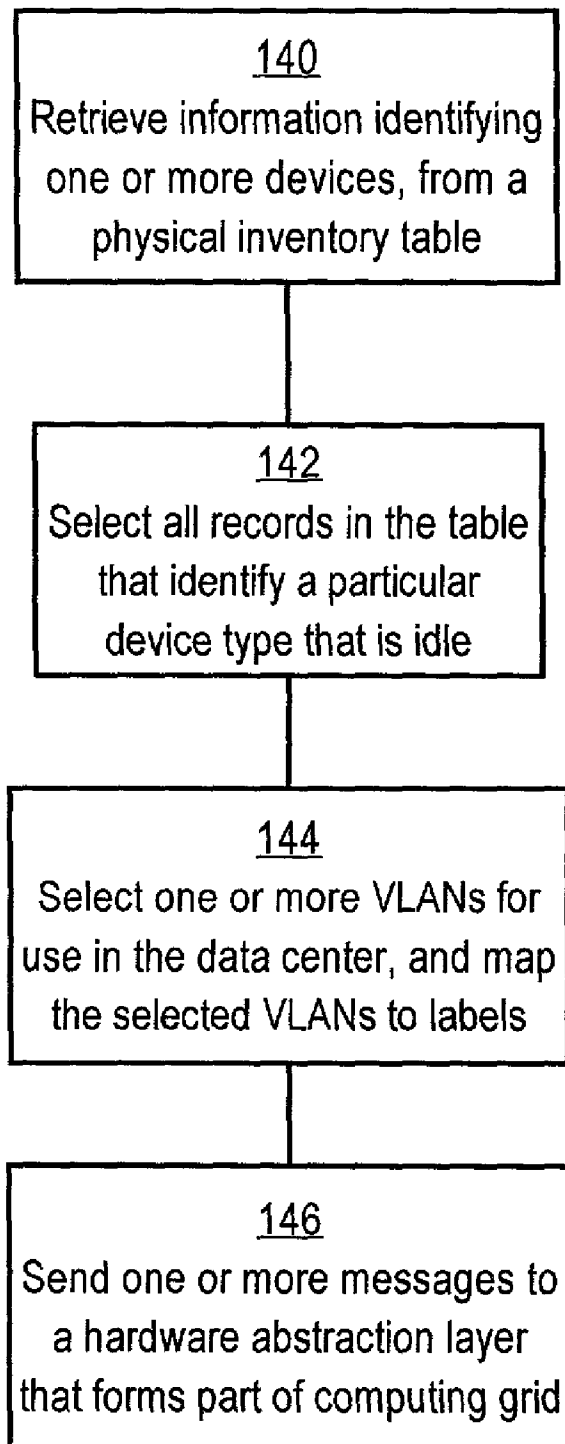 140
Retrieve information identifying
one or more devices, from a
physical inventory table
142
Select all records in the table
that identify a particular
device type that is idle
144
Select one or more VLANs for
use in the data center, and map
the selected VLANs to labels
146
Send one or more messages to
a hardware abstraction layer
that forms part of computing grid